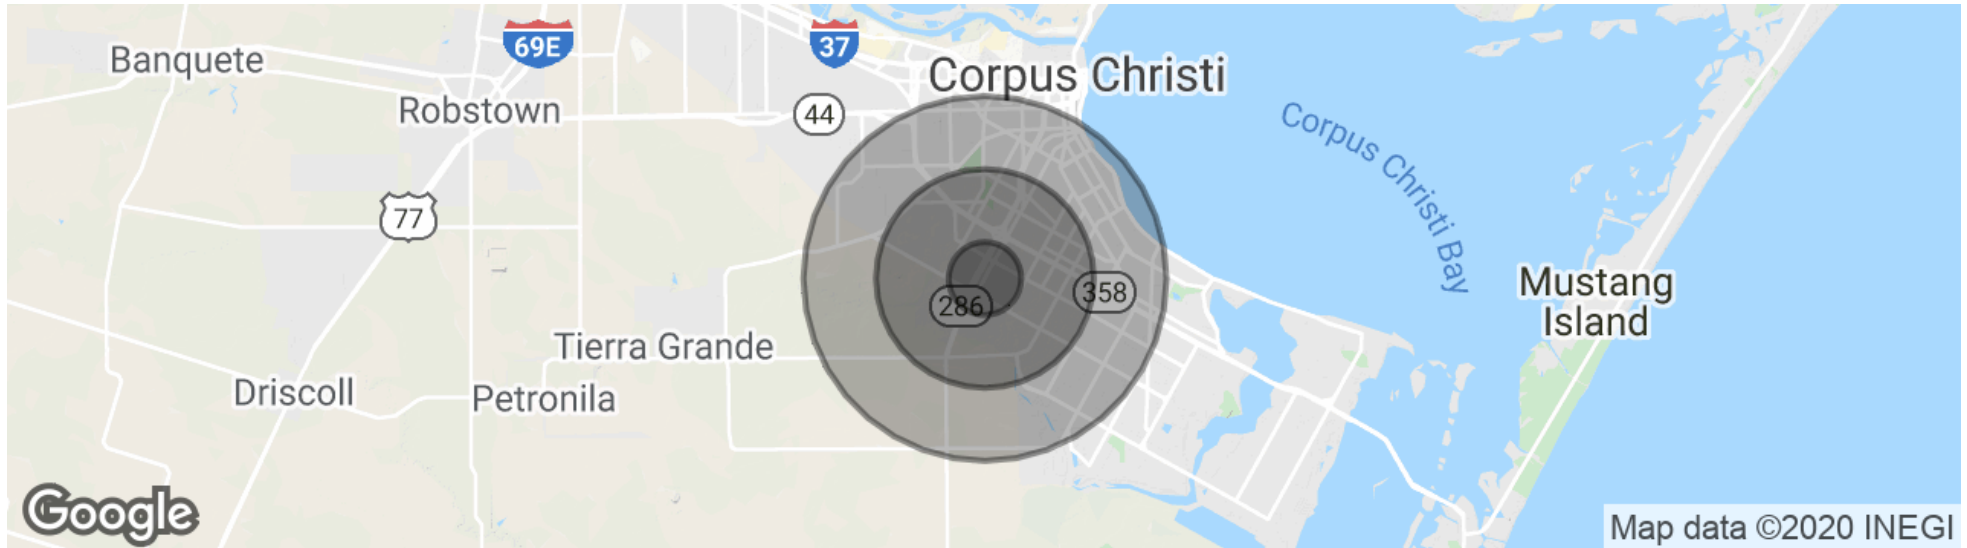 69E
37
Banquete
Corpus Christi
Robstown
44
Corpus Christi Bay
77
Mustang
Island
286
358
Tierra Grande
Driscoll
Petronila
Google
Map data ©2020 INEGI